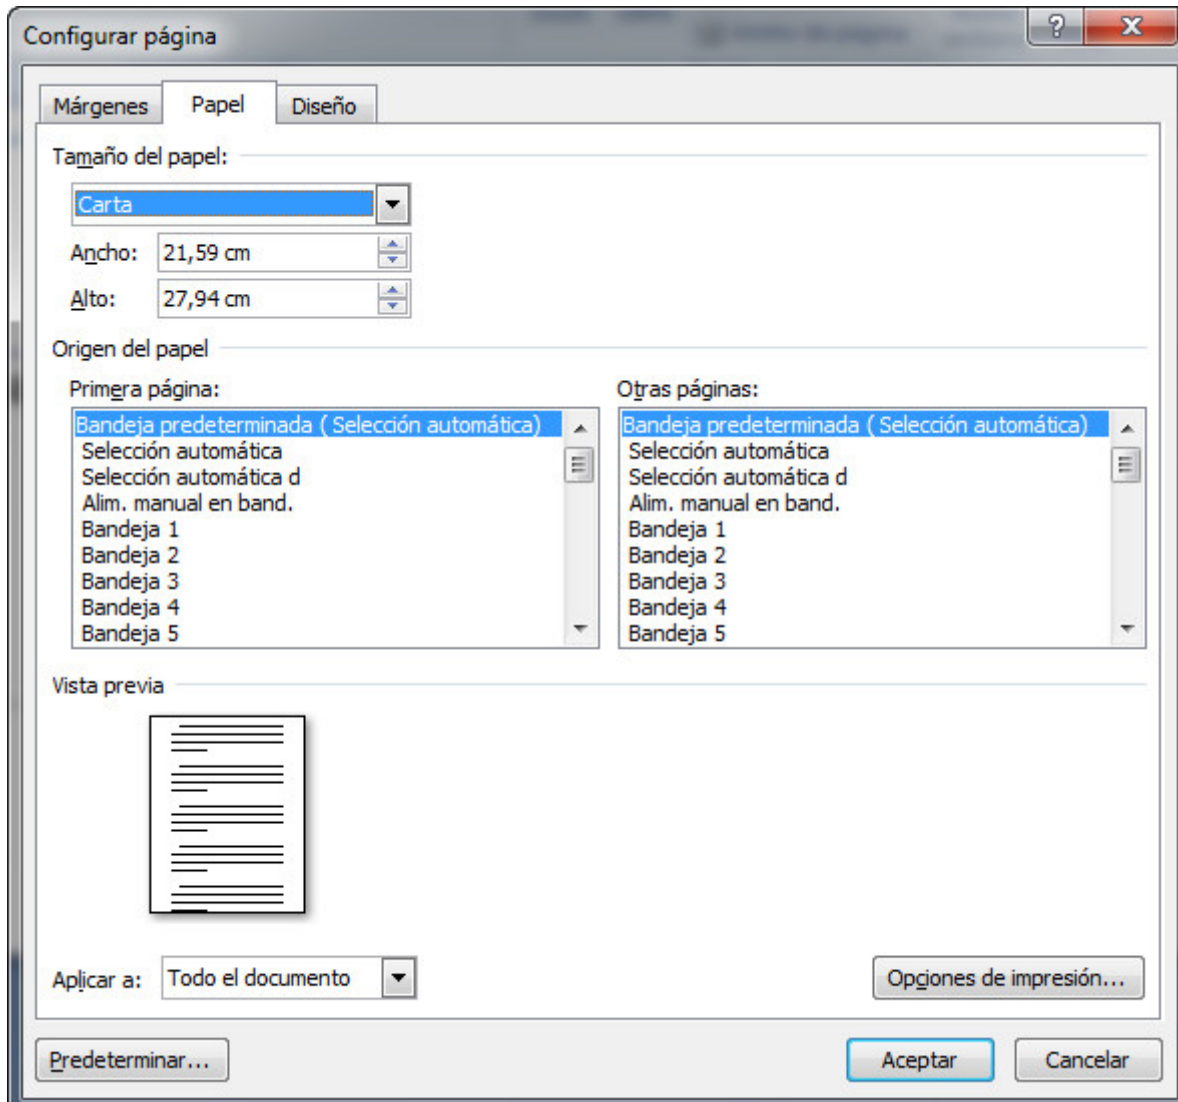 Configurar página
?
X
Márgenes Papel Diseño
Tamaño del papel:
Carta
Ancho: 21,59 cm
Alto: 27,94 cm
Origen del papel
Primera página:
Bandeja predeterminada ( Selección automática)
Selección automática
Selección automática d
Alim. manual en band.
Bandeja 1
Bandeja 2
Bandeja 3
Bandeja 4
Bandeja 5
Otras páginas:
Bandeja predeterminada ( Selección automática)
Selección automática
Selección automática d
Alim. manual en band.
Bandeja 1
Bandeja 2
Bandeja 3
Bandeja 4
Bandeja 5
Vista previa
Aplicar a: Todo el documento
Opciones de impresión...
Predeterminar...
Aceptar
Cancelar